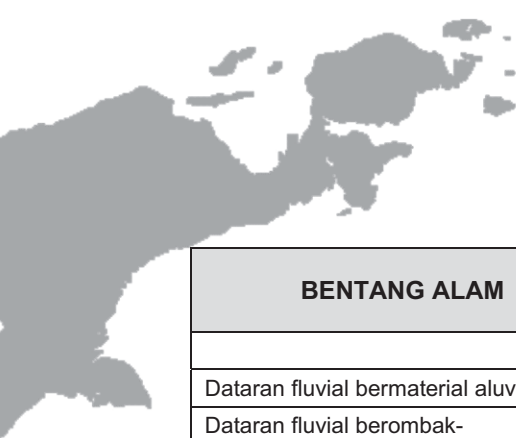 BENTANG ALAM
Dataran fluvial bermaterial aluv
Dataran fluvial berombak-